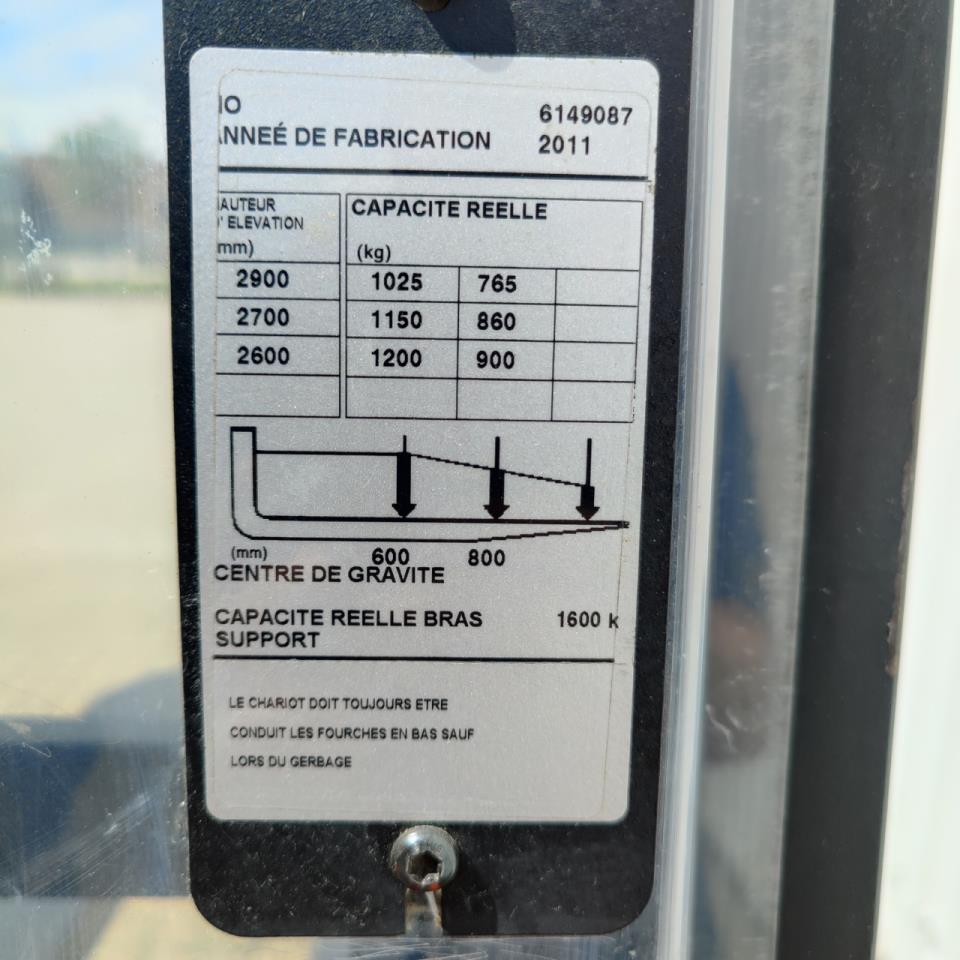 NO 6149087
ANNEÉ DE FABRICATION 2011
HAUTEUR
D' ELEVATION
(mm)
CAPACITE REELLE
(kg)
2900 1025 765
2700 1150 860
2600 1200 900
(mm) 600 800
CENTRE DE GRAVITE
CAPACITE REELLE BRAS 1600 k
SUPPORT
LE CHARIOT DOIT TOUJOURS ETRE
CONDUIT LES FOURCHES EN BAS SAUF
LORS DU GERBAGE